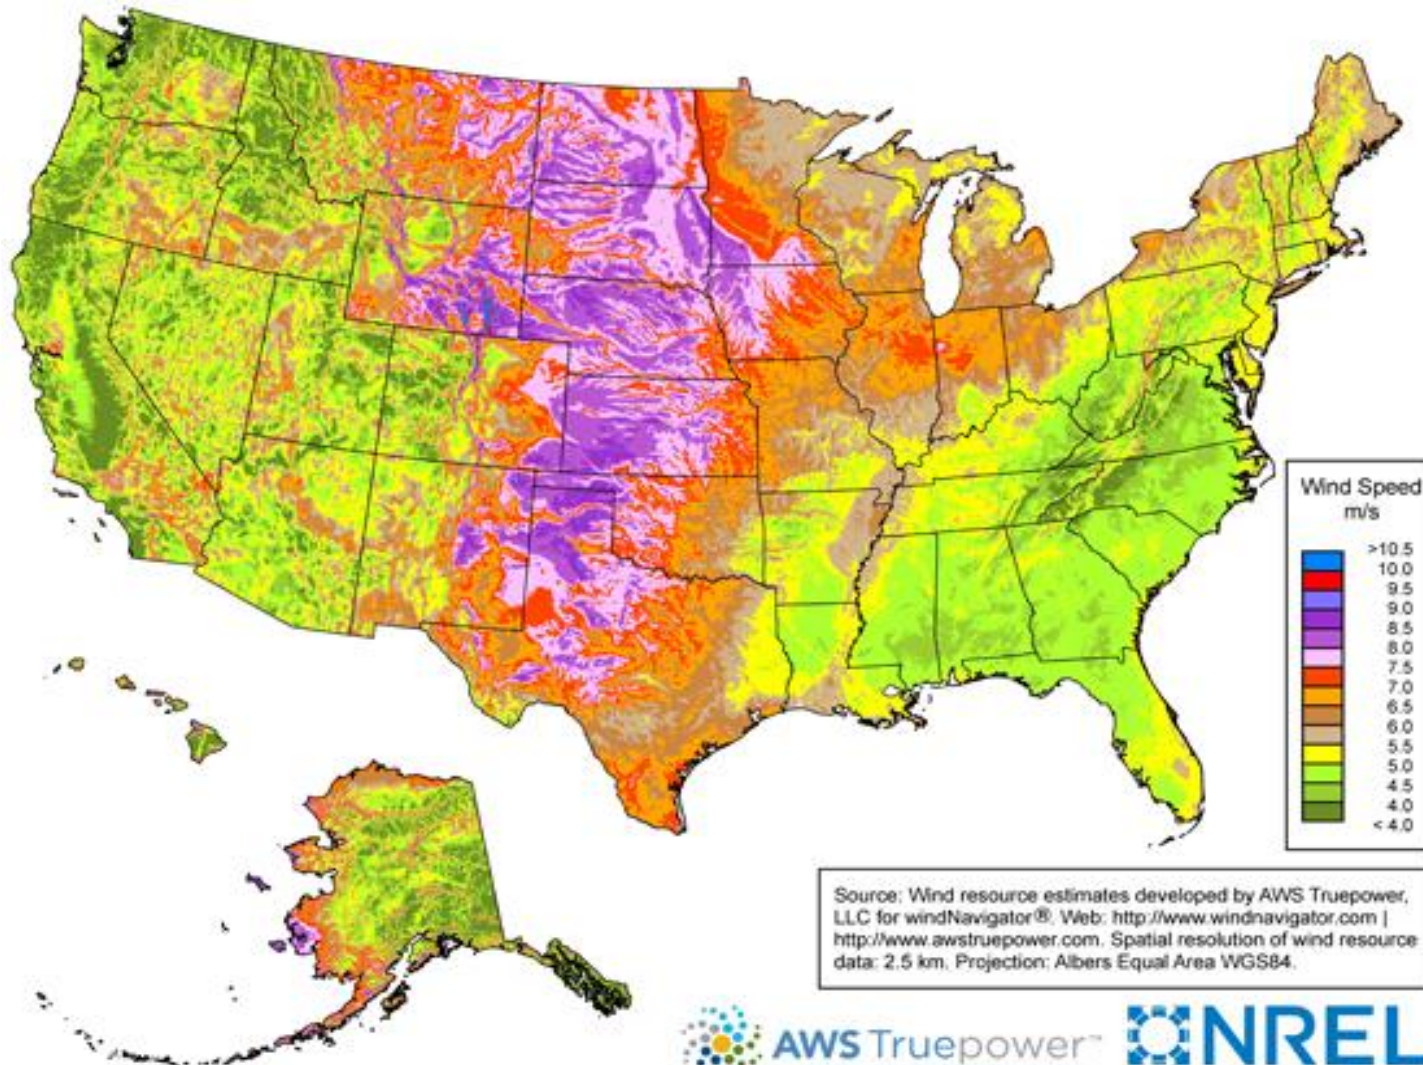 Wind Speed
m/s
>10.5
10.0
9.5
9.0
8.5
8.0
7.5
7.0
6.5
6.0
5.5
5.0
4.5
4.0
< 4.0
Source: Wind resource estimates developed by AWS Truepower,
LLC for windNavigator®. Web: http://www.windnavigator.com |
http://www.awstruepower.com. Spatial resolution of wind resource
data: 2.5 km. Projection: Albers Equal Area WGS84.
AWS Truepower™
NREL